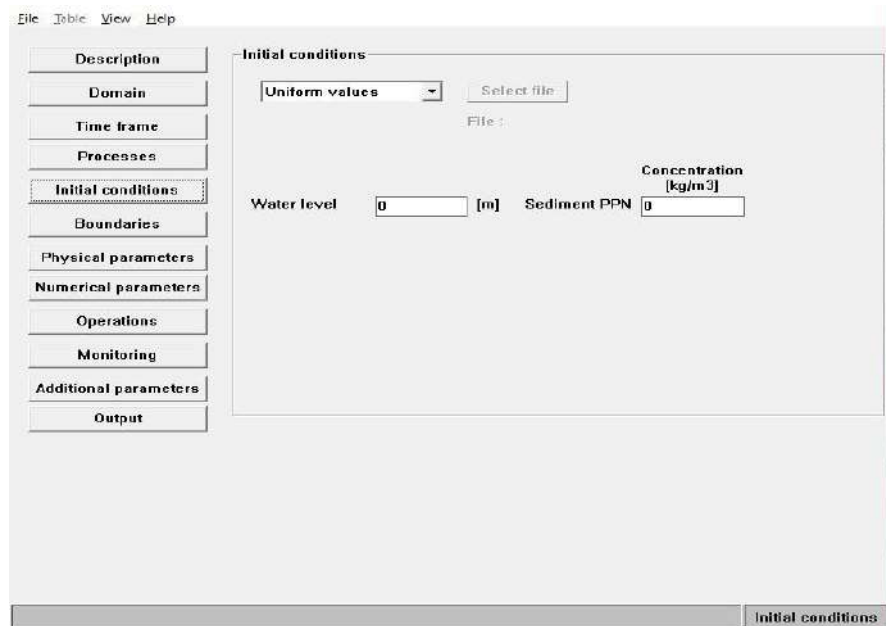 File Table View Help
Description
Domain
Time frame
Processes
Initial conditions
Boundaries
Physical parameters
Numerical parameters
Operations
Monitoring
Additional parameters
Output
Initial conditions
Uniform values
Select file
File :
Concentration
[kg/m3]
Water level 0 [m] Sediment PPN 0
Initial conditions